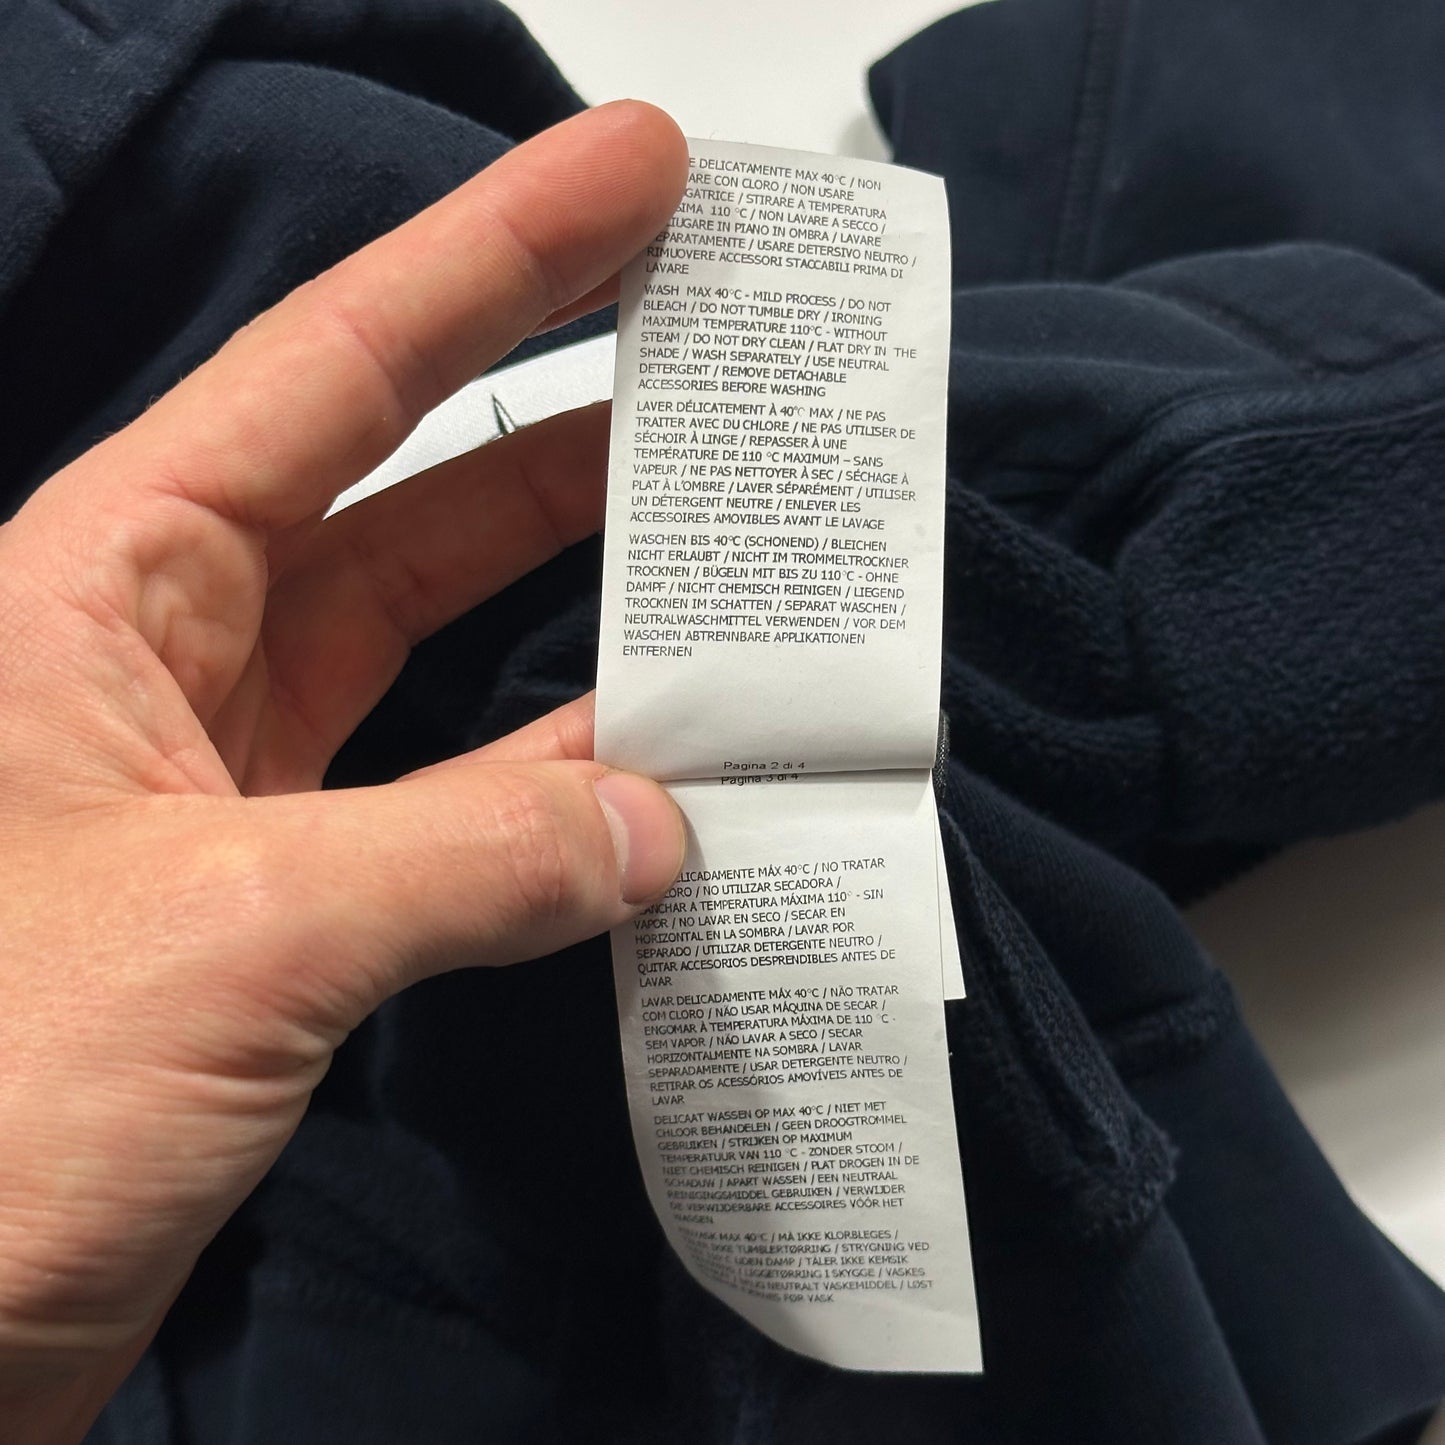 E DELICATAMENTE MAX 40°C / NON
ARE CON CLORO / NON USARE
GATRICE / STIRARE A TEMPERATURA
SIMA 110 °C / NON LAVARE A SECCO /
IUGARE IN PIANO IN OMBRA / LAVARE
EPARATAMENTE / USARE DETERSIVO NEUTRO /
RIMUOVERE ACCESSORI STACCABILI PRIMA DI
LAVARE
WASH MAX 40°C - MILD PROCESS / DO NOT
BLEACH / DO NOT TUMBLE DRY / IRONING
MAXIMUM TEMPERATURE 110°C - WITHOUT
STEAM / DO NOT DRY CLEAN / FLAT DRY IN THE
SHADE / WASH SEPARATELY / USE NEUTRAL
DETERGENT / REMOVE DETACHABLE
ACCESSORIES BEFORE WASHING
LAVER DÉLICATEMENT À 40°C MAX / NE PAS
TRAITER AVEC DU CHLORE / NE PAS UTILISER DE
SÉCHOIR À LINGE / REPASSER À UNE
TEMPÉRATURE DE 110 °C MAXIMUM – SANS
VAPEUR / NE PAS NETTOYER À SEC / SÉCHAGE À
PLAT À L'OMBRE / LAVER SÉPARÉMENT / UTILISER
UN DÉTERGENT NEUTRE / ENLEVER LES
ACCESSOIRES AMOVIBLES AVANT LE LAVAGE
WASCHEN BIS 40°C (SCHONEND) / BLEICHEN
NICHT ERLAUBT / NICHT IM TROMMELTROCKNER
TROCKNEN / BÜGELN MIT BIS ZU 110°C - OHNE
DAMPF / NICHT CHEMISCH REINIGEN / LIEGEND
TROCKNEN IM SCHATTEN / SEPARAT WASCHEN /
NEUTRALWASCHMITTEL VERWENDEN / VOR DEM
WASCHEN ABTRENNBARE APPLIKATIONEN
ENTFERNEN
Pagina 2 di 4
Pagina 3 di 4
LICADAMENTE MÁX 40°C / NO TRATAR
LORO / NO UTILIZAR SECADORA /
ANCHAR A TEMPERATURA MÁXIMA 110° - SIN
VAPOR / NO LAVAR EN SECO / SECAR EN
HORIZONTAL EN LA SOMBRA / LAVAR POR
SEPARADO / UTILIZAR DETERGENTE NEUTRO /
QUITAR ACCESORIOS DESPRENDIBLES ANTES DE
LAVAR
LAVAR DELICADAMENTE MÁX 40°C / NÃO TRATAR
COM CLORO / NÃO USAR MÁQUINA DE SECAR /
ENGOMAR À TEMPERATURA MÁXIMA DE 110 °C -
SEM VAPOR / NÃO LAVAR A SECO / SECAR
HORIZONTALMENTE NA SOMBRA / LAVAR
SEPARADAMENTE / USAR DETERGENTE NEUTRO /
RETIRAR OS ACESSÓRIOS AMOVÍVEIS ANTES DE
LAVAR
DELICAAT WASSEN OP MAX 40°C / NIET MET
CHLOOR BEHANDELEN / GEEN DROOGTROMMEL
GEBRUIKEN / STRIJKEN OP MAXIMUM
TEMPERATUUR VAN 110 °C - ZONDER STOOM /
NIET CHEMISCH REINIGEN / PLAT DROGEN IN DE
SCHADUW / APART WASSEN / EEN NEUTRAAL
REINIGINGSMIDDEL GEBRUIKEN / VERWIJDER
DE VERWIJDERBARE ACCESSOIRES VÓÓR HET
WASSEN
MAX 40°C / MÅ IKKE KLORBLEGES /
IKKE TUMBLERTØRRING / STRYGNING VED
UDEN DAMP / TÅLER IKKE KEMISK
/ LIGGETØRRING I SKYGGE / VASKES
NEUTRALT VASKEMIDDEL / LØST
FØR VASK